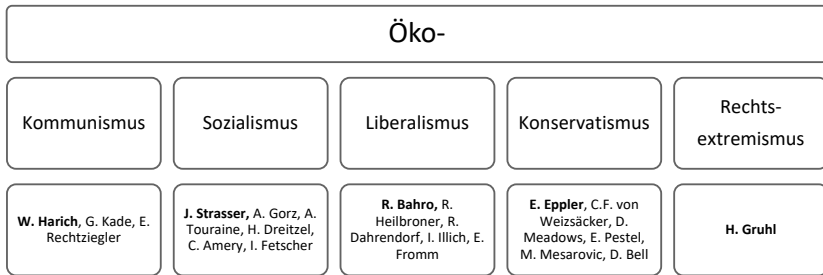 Öko-
Kommunismus
Sozialismus
Liberalismus
Konservatismus
Rechts-
extremismus
W. Harich, G. Kade, E.
Rechtziegler
J. Strasser, A. Gorz, A.
Touraine, H. Dreitzel,
C. Amery, I. Fetscher
R. Bahro, R.
Heilbroner, R.
Dahrendorf, I. Illich, E.
Fromm
E. Eppler, C.F. von
Weizsäcker, D.
Meadows, E. Pestel,
M. Mesarovic, D. Bell
H. Gruhl